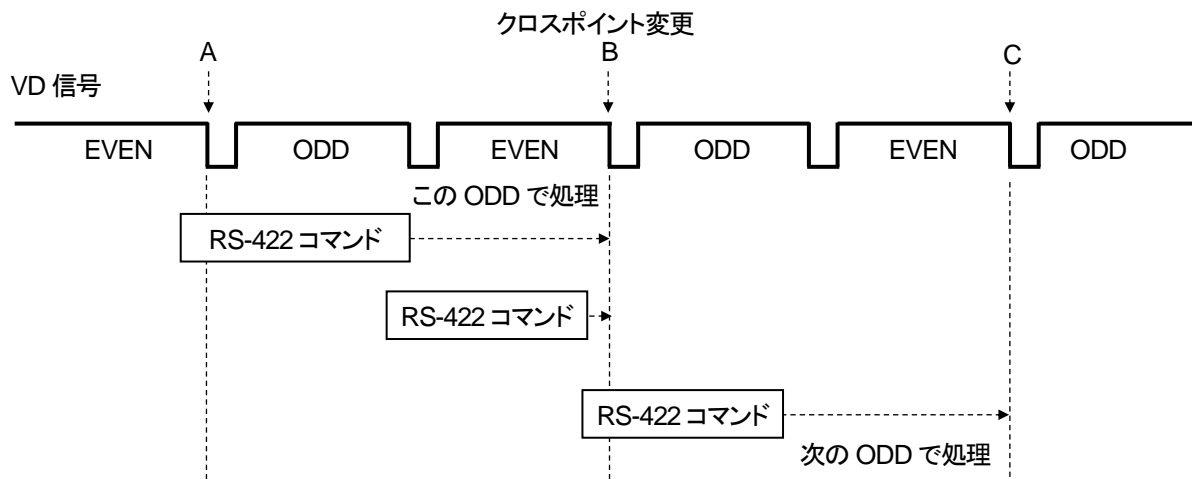 クロスポイント変更
A B C
VD 信号
EVEN ODD EVEN ODD EVEN ODD
この ODD で処理
RS-422 コマンド
RS-422 コマンド
RS-422 コマンド
次の ODD で処理